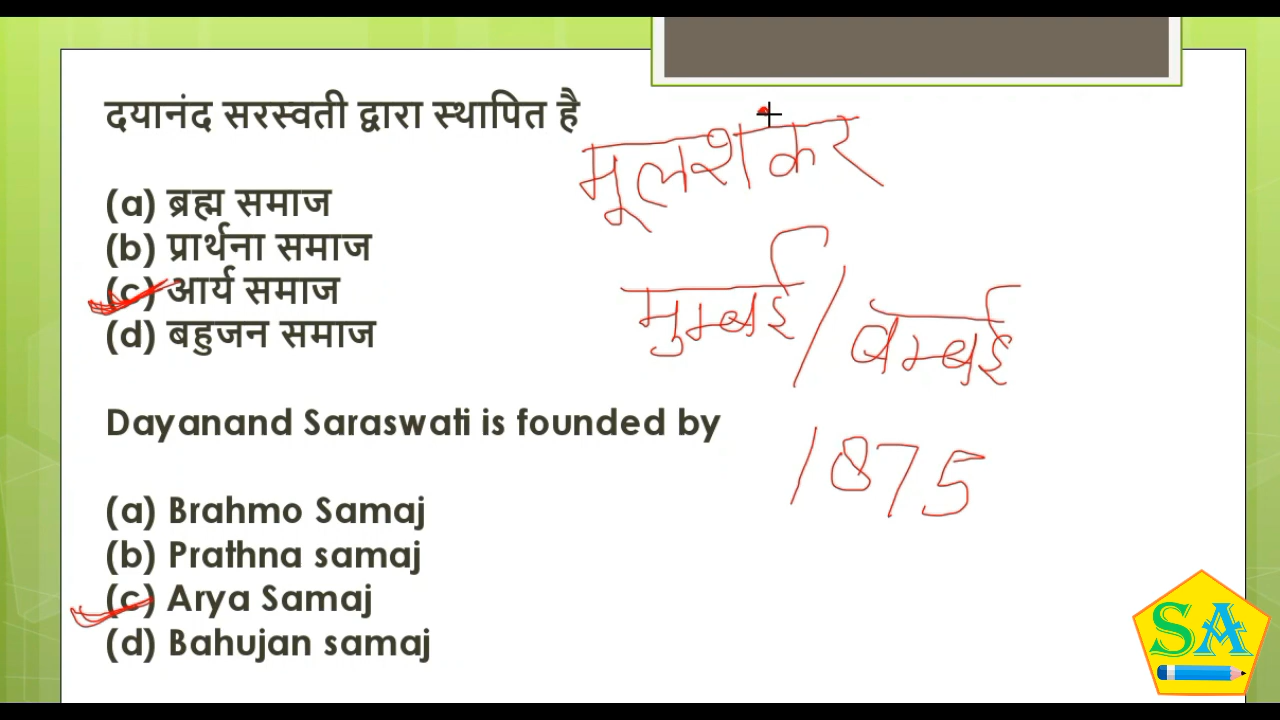 दयानंद सरस्वती द्वारा स्थापित है
(a) ब्रह्म समाज
(b) प्रार्थना समाज
(c) आर्य समाज
(d) बहुजन समाज
Dayanand Saraswati is founded by
(a) Brahmo Samaj
(b) Prathna samaj
(c) Arya Samaj
(d) Bahujan samaj
मूलशंकर
मुम्बई/बम्बई
1875
SA